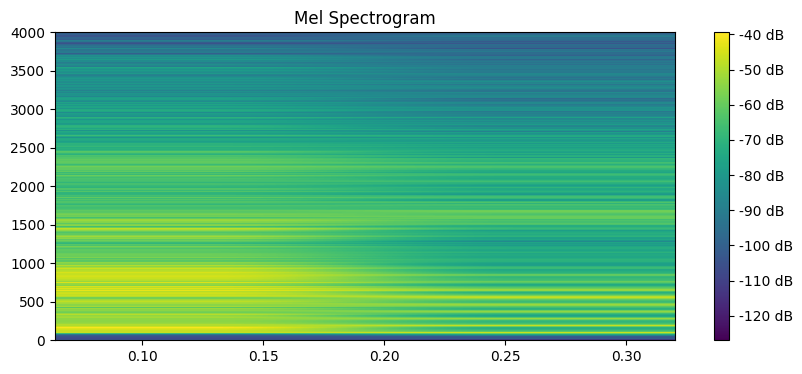 Mel Spectrogram
4000
3500
3000
2500
2000
1500
1000
500
0
0.10 0.15 0.20 0.25 0.30
-40 dB
-50 dB
-60 dB
-70 dB
-80 dB
-90 dB
-100 dB
-110 dB
-120 dB